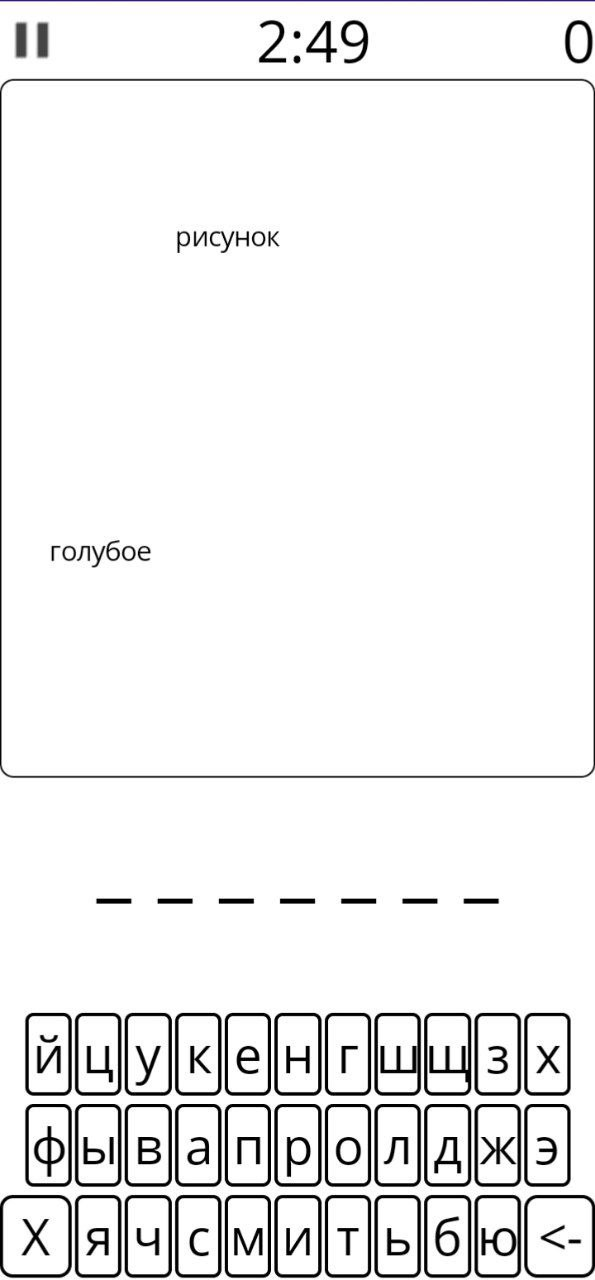 2:49 0
рисунок
голубое
й ц у к е н г ш щ з х
ф ы в а п р о л д ж э
Х я ч с м и т ь б ю <-